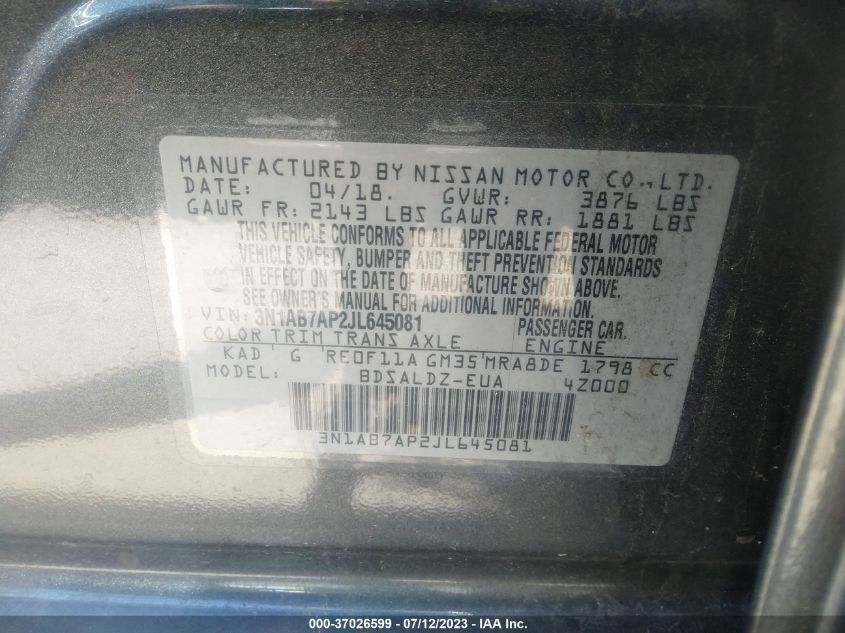 MANUFACTURED BY NISSAN MOTOR CO., LTD.
DATE: 04/18. GVWR: 3876 LBS
GAWR FR: 2143 LBS GAWR RR: 1881 LBS
THIS VEHICLE CONFORMS TO ALL APPLICABLE FEDERAL MOTOR
VEHICLE SAFETY, BUMPER AND THEFT PREVENTION STANDARDS
IN EFFECT ON THE DATE OF MANUFACTURE SHOWN ABOVE.
SEE OWNER'S MANUAL FOR ADDITIONAL INFORMATION.
VIN: 3N1AB7AP2JL645081 PASSENGER CAR.
COLOR TRIM TRANS AXLE ENGINE
KAD G RE0F11A GM35 MRA8DE 1798 CC
MODEL: BDSALDZ-EUA 4Z000
3N1AB7AP2JL645081
000-37026599 - 07/12/2023 - IAA, Inc.